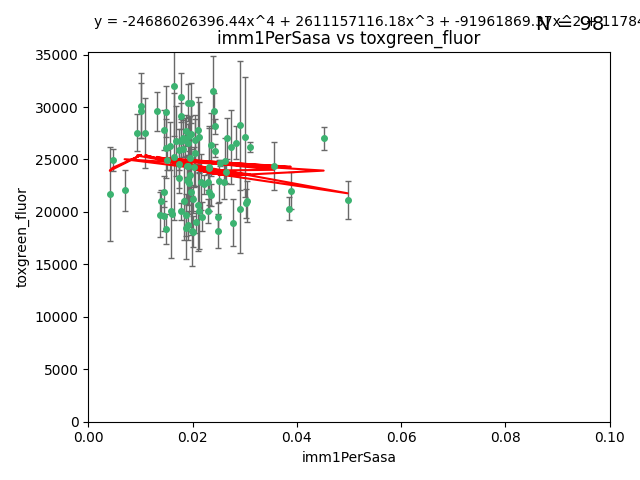 y = -24686026396.44x^4 + 2611157116.18x^3 + + -91961869. x^2 + 11784
N = 98
imm1PerSasa vs toxgreen_fluor
35000
30000
25000
20000
15000
10000
5000
0
toxgreen_fluor
0.00
0.02
0.04
0.06
0.08
0.10
imm1PerSasa